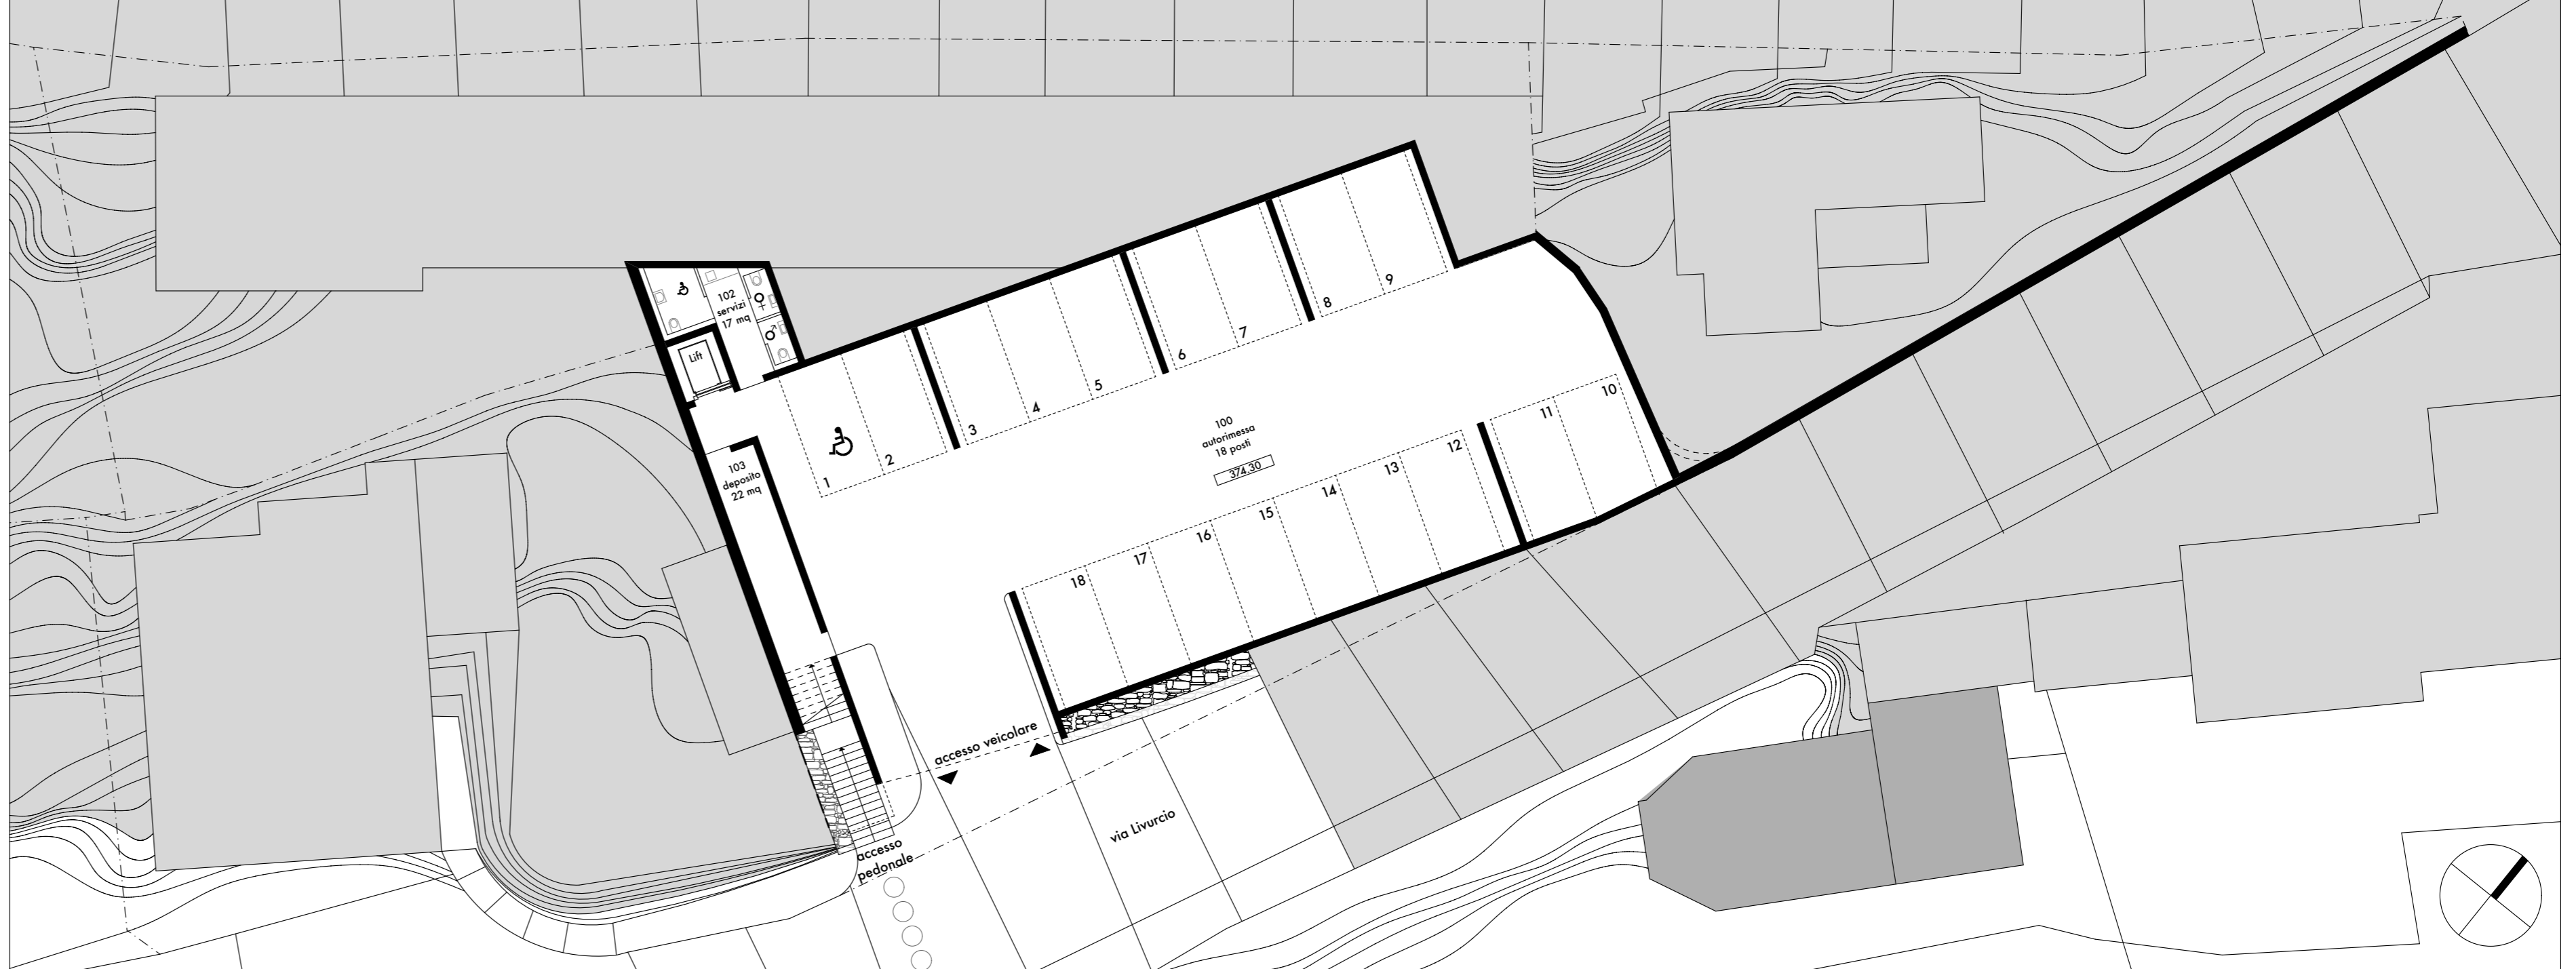 102
servizi
17 mq
Lift
103
deposito
22 mq
1
2
3
4
5
6
7
8
9
100
autorimessa
18 posti
374.30
10
11
12
13
14
15
16
17
18
accesso veicolare
via Livurcio
accesso
pedonale